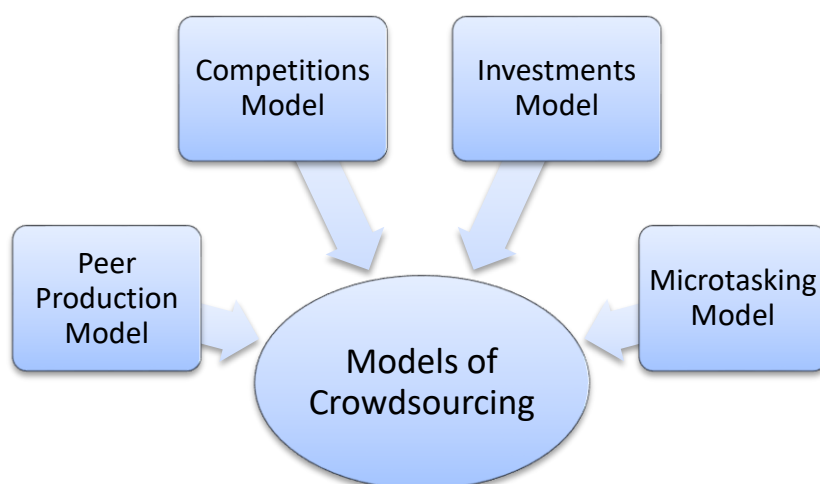 Competitions
Model
Investments
Model
Peer
Production
Model
Microtasking
Model
Models of
Crowdsourcing